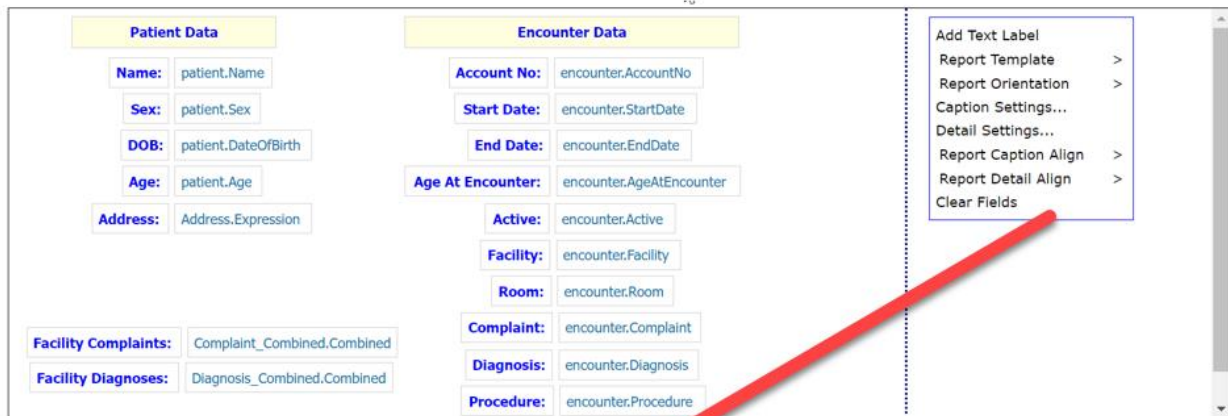 Patient Data
Name: patient.Name
Sex: patient.Sex
DOB: patient.DateOfBirth
Age: patient.Age
Address: Address.Expression
Facility Complaints: Complaint_Combined.Combined
Facility Diagnoses: Diagnosis_Combined.Combined
Encounter Data
Account No: encounter.AccountNo
Start Date: encounter.StartDate
End Date: encounter.EndDate
Age At Encounter: encounter.AgeAtEncounter
Active: encounter.Active
Facility: encounter.Facility
Room: encounter.Room
Complaint: encounter.Complaint
Diagnosis: encounter.Diagnosis
Procedure: encounter.Procedure
Add Text Label
Report Template >
Report Orientation >
Caption Settings...
Detail Settings...
Report Caption Align >
Report Detail Align >
Clear Fields